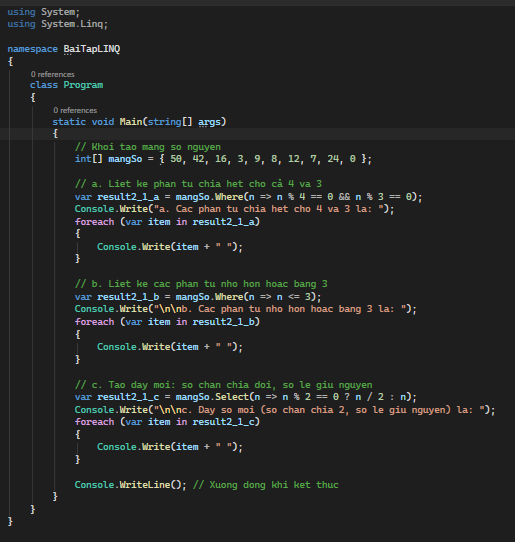 using System;
using System.Linq;

namespace BaiTapLINQ
{
0 references
class Program
{
0 references
static void Main(string[] args)
{
// Khoi tao mang so nguyen
int[] mangSo = { 50, 42, 16, 3, 9, 8, 12, 7, 24, 0 };

// a. Liet ke phan tu chia het cho cả 4 va 3
var result2_1_a = mangSo.Where(n => n % 4 == 0 && n % 3 == 0);
Console.Write("a. Cac phan tu chia het cho 4 va 3 la: ");
foreach (var item in result2_1_a)
{
Console.Write(item + " ");
}

// b. Liet ke cac phan tu nho hon hoac bang 3
var result2_1_b = mangSo.Where(n => n <= 3);
Console.Write("\n\nb. Cac phan tu nho hon hoac bang 3 la: ");
foreach (var item in result2_1_b)
{
Console.Write(item + " ");
}

// c. Tao day moi: so chan chia doi, so le giu nguyen
var result2_1_c = mangSo.Select(n => n % 2 == 0 ? n / 2 : n);
Console.Write("\n\nc. Day so moi (so chan chia 2, so le giu nguyen) la: ");
foreach (var item in result2_1_c)
{
Console.Write(item + " ");
}

Console.WriteLine(); // Xuong dong khi ket thuc
}
}
}